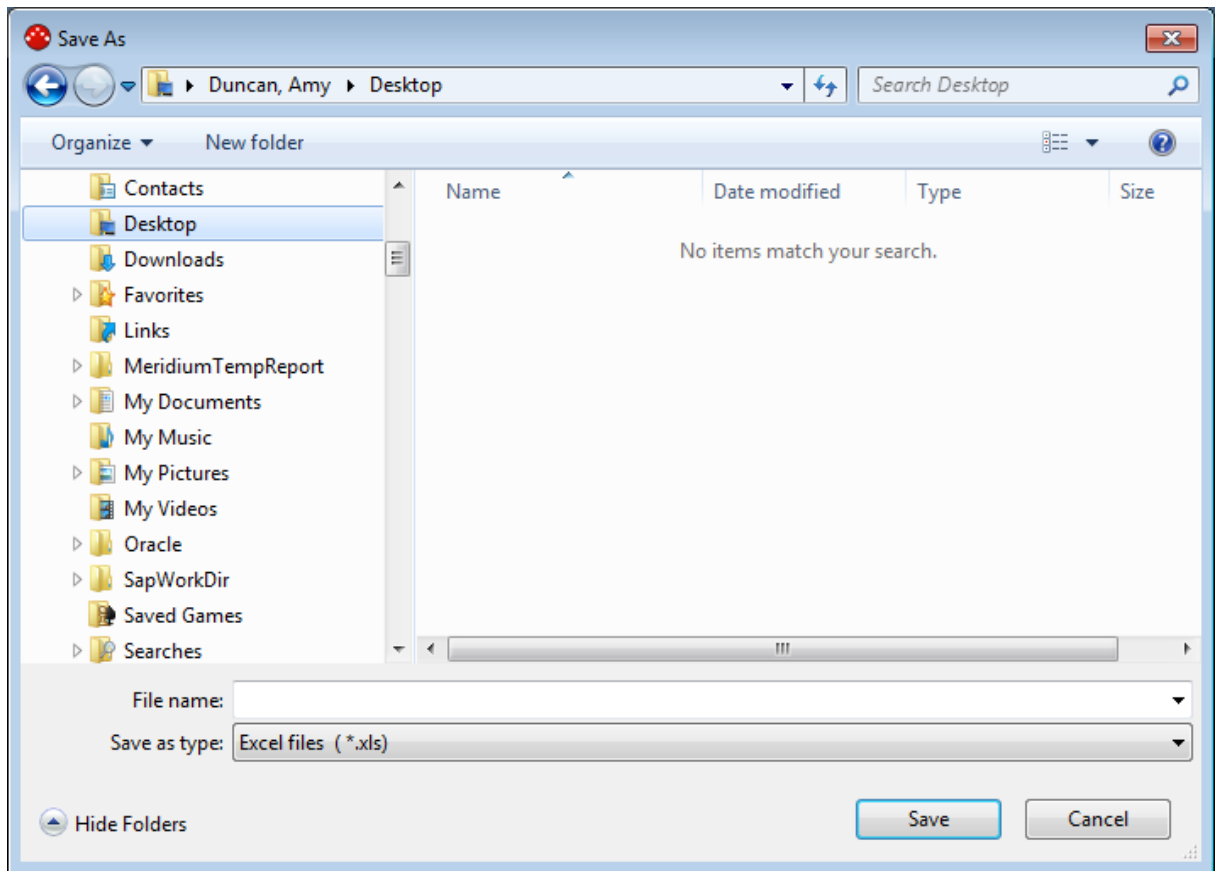 Save As
Duncan, Amy Desktop
Search Desktop
Organize New folder
Contacts
Desktop
Downloads
Favorites
Links
MeridiumTempReport
My Documents
My Music
My Pictures
My Videos
Oracle
SapWorkDir
Saved Games
Searches
Name Date modified Type Size
No items match your search.
File name:
Save as type: Excel files ( *.xls)
Hide Folders
Save Cancel